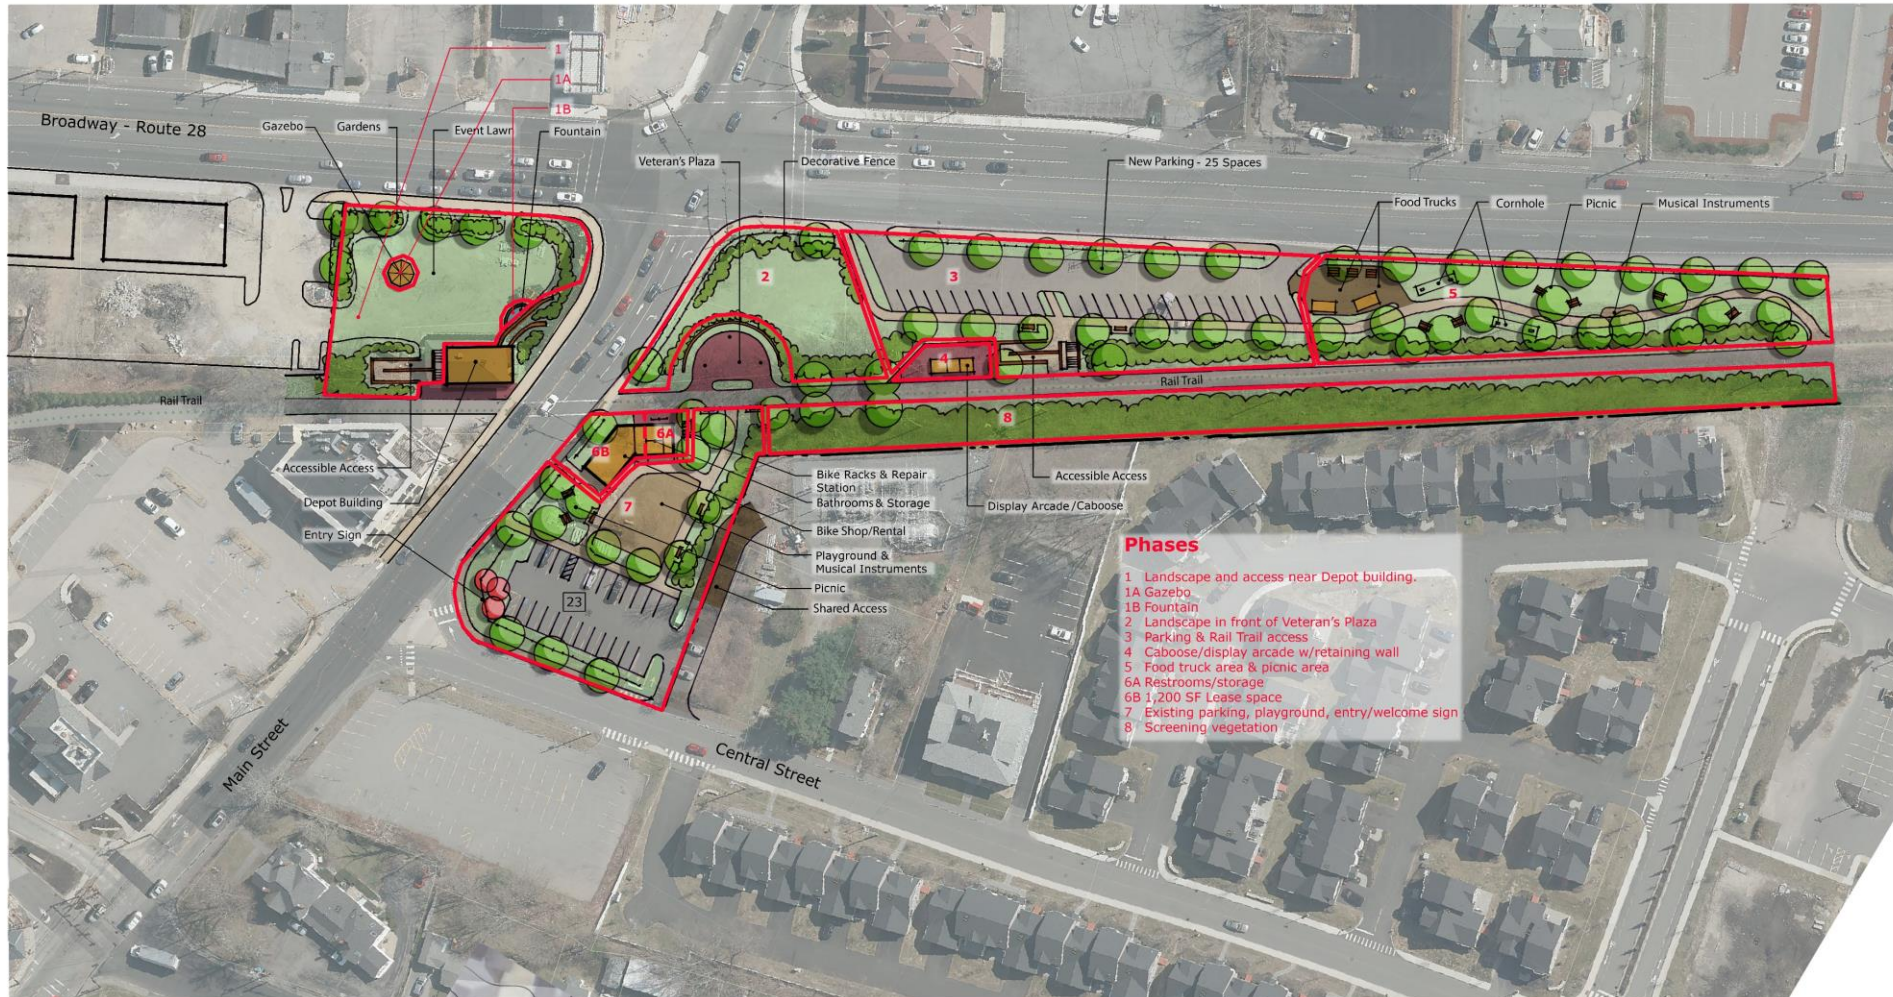 1
1A
1B
Broadway - Route 28
Gazebo
Gardens
Event Lawn
Fountain
Veteran's Plaza
Decorative Fence
New Parking - 25 Spaces
Food Trucks
Cornhole
Picnic
Musical Instruments
2
3
5
4
Rail Trail
Rail Trail
8
6A
6B
7
Accessible Access
Depot Building
Entry Sign
Bike Racks & Repair
Station
Bathrooms & Storage
Bike Shop/Rental
Playground &
Musical Instruments
Picnic
Shared Access
Accessible Access
Display Arcade/Caboose
23
Main Street
Central Street
Phases
1 Landscape and access near Depot building.
1A Gazebo
1B Fountain
2 Landscape in front of Veteran's Plaza
3 Parking & Rail Trail access
4 Caboose/display arcade w/retaining wall
5 Food truck area & picnic area
6A Restrooms/storage
6B 1,200 SF Lease space
7 Existing parking, playground, entry/welcome sign
8 Screening vegetation